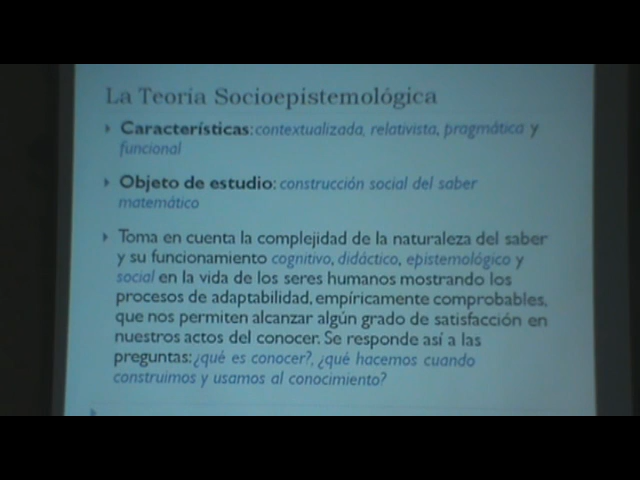 La Teoría Socioepistemológica
Características: contextualizada, relativista, pragmática y
funcional
Objeto de estudio: construcción social del saber
matemático
Toma en cuenta la complejidad de la naturaleza del saber
y su funcionamiento cognitivo, didáctico, epistemológico y
social en la vida de los seres humanos mostrando los
procesos de adaptabilidad, empíricamente comprobables,
que nos permiten alcanzar algún grado de satisfacción en
nuestros actos del conocer. Se responde así a las
preguntas: ¿qué es conocer?, ¿qué hacemos cuando
construimos y usamos al conocimiento?